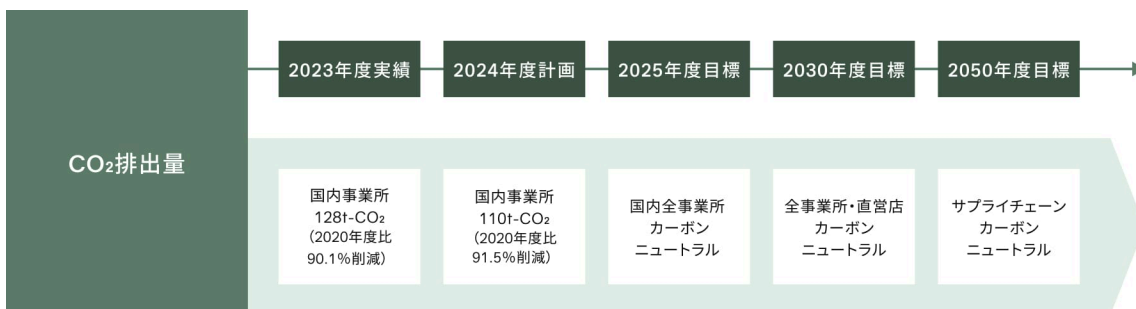 CO₂排出量
2023年度実績
2024年度計画
2025年度目標
2030年度目標
2050年度目標
国内事業所
128t-CO₂
（2020年度比
90.1％削減）
国内事業所
110t-CO₂
（2020年度比
91.5％削減）
国内全事業所
カーボン
ニュートラル
全事業所・直営店
カーボン
ニュートラル
サプライチェーン
カーボン
ニュートラル